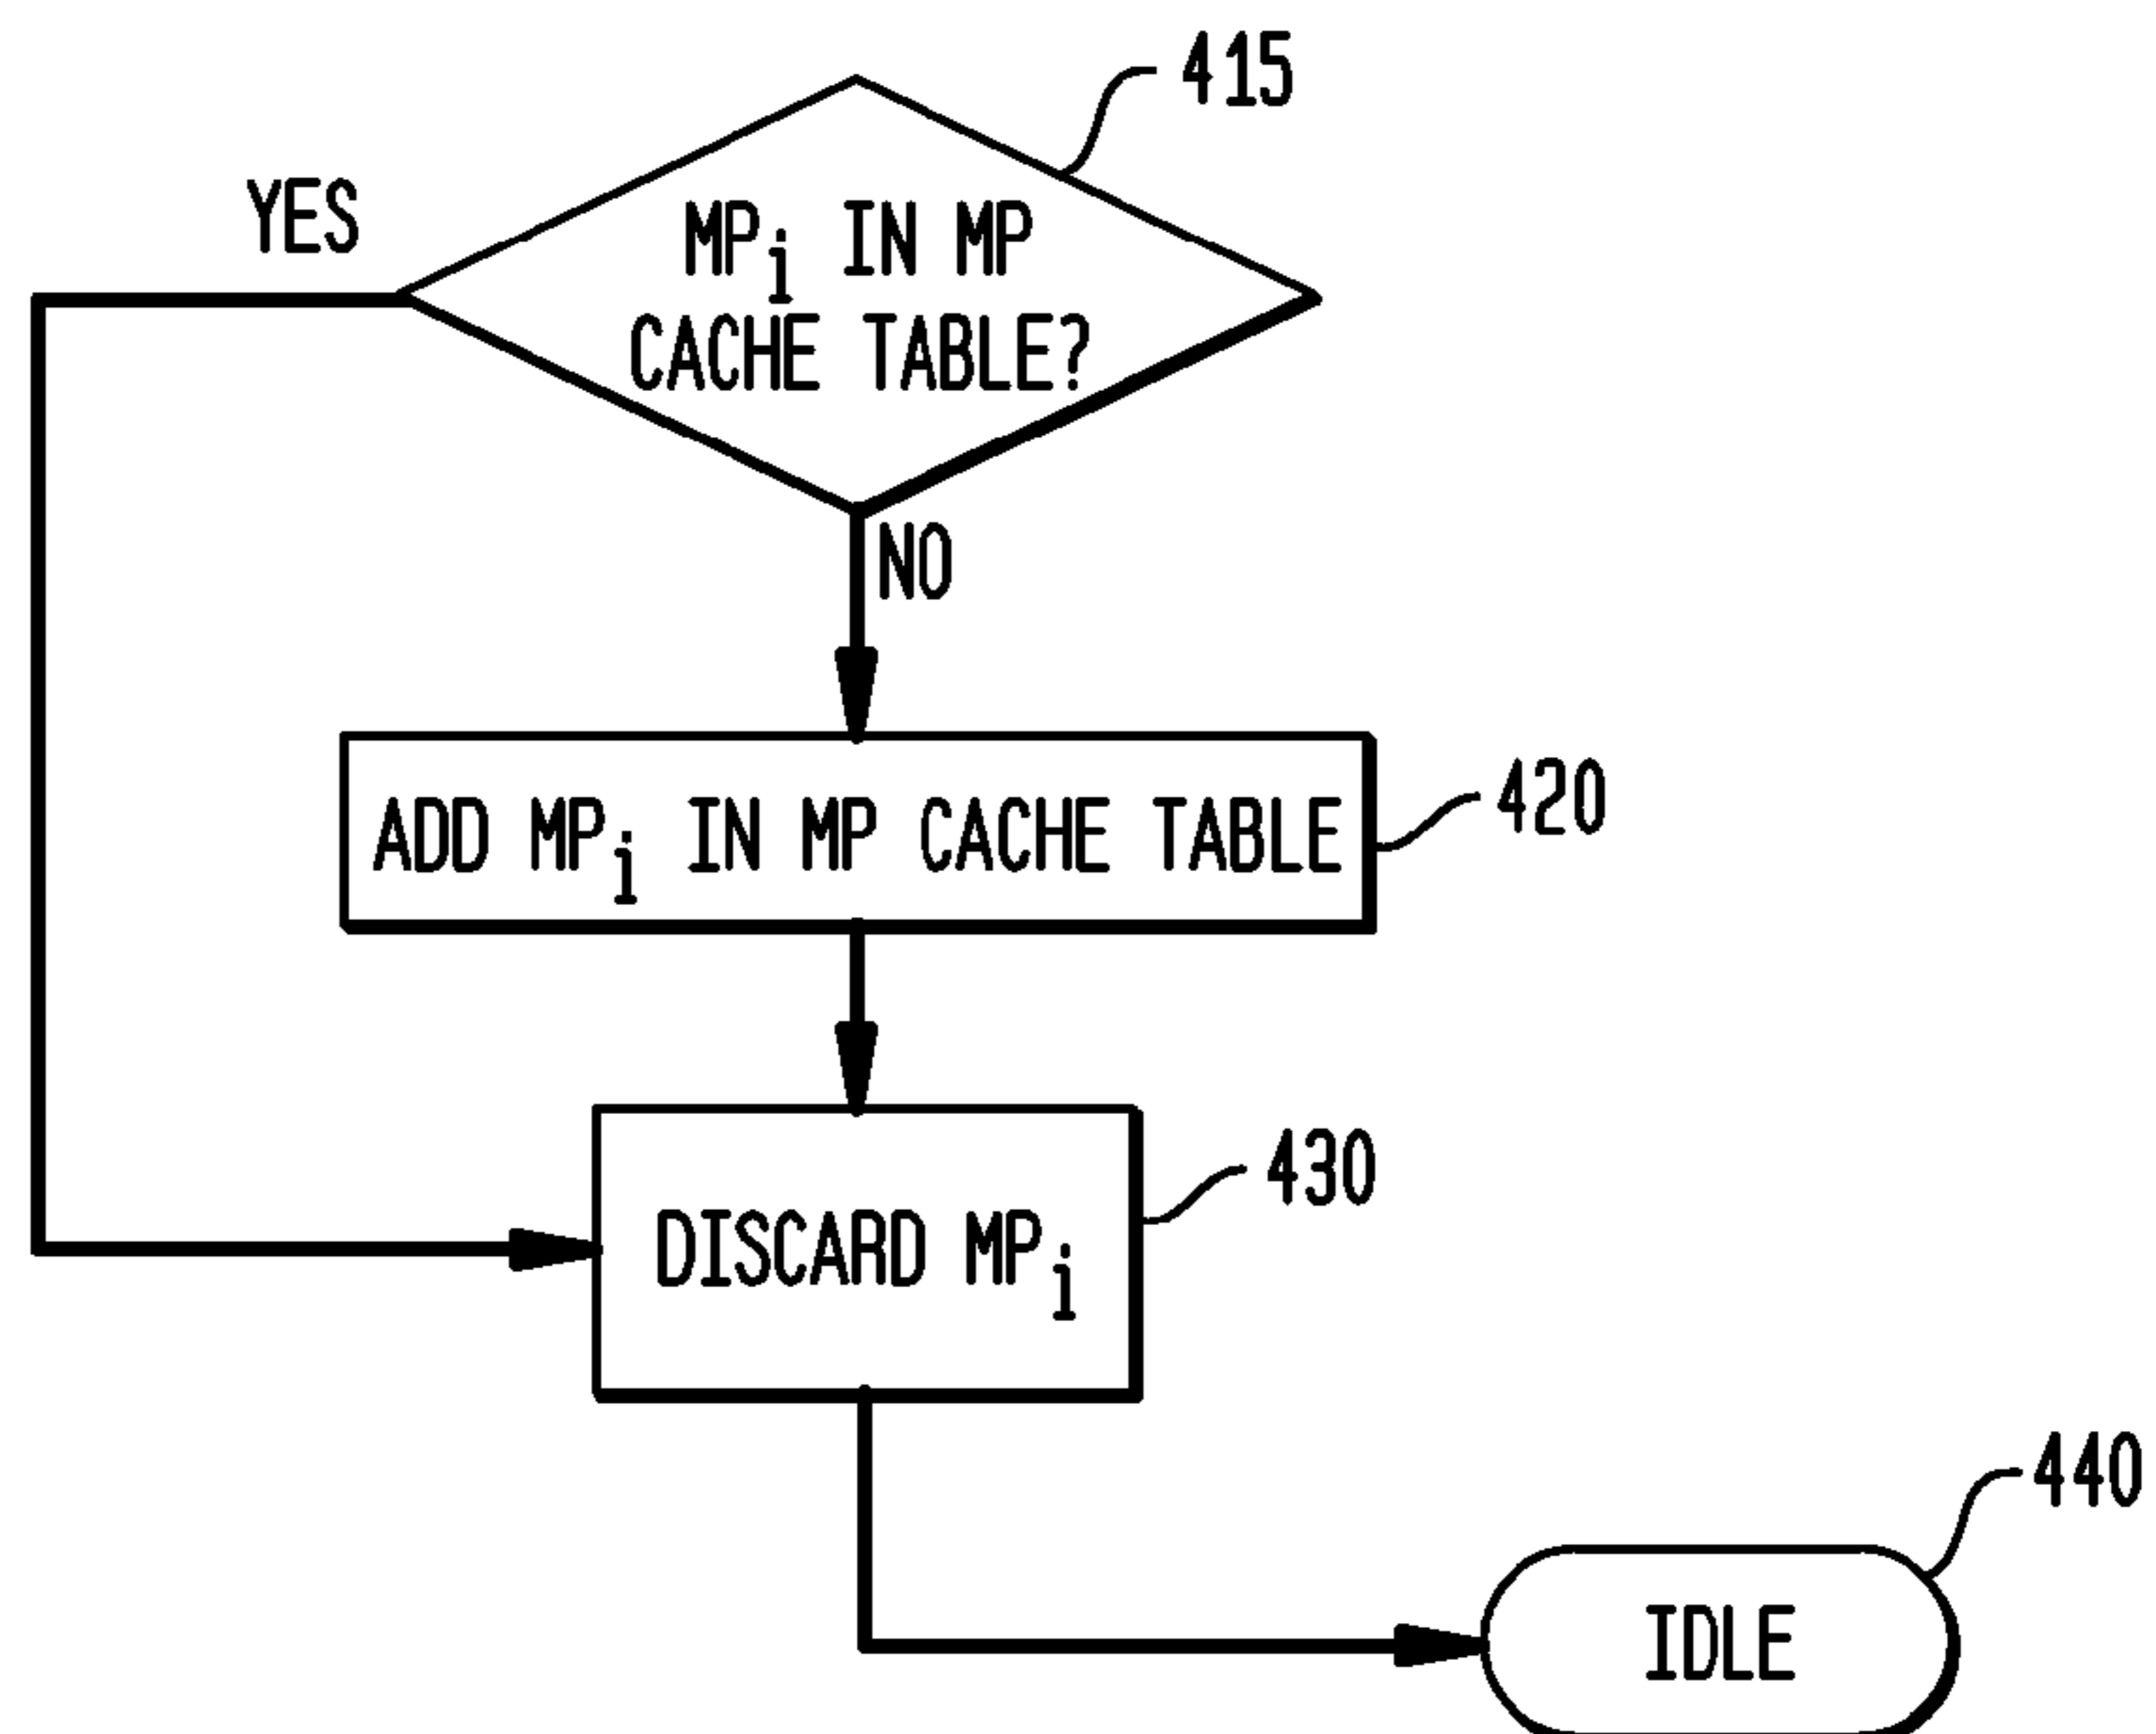 415
YES
MPi IN MP
CACHE TABLE?
NO
ADD MPi IN MP CACHE TABLE
420
430
DISCARD MPi
440
IDLE